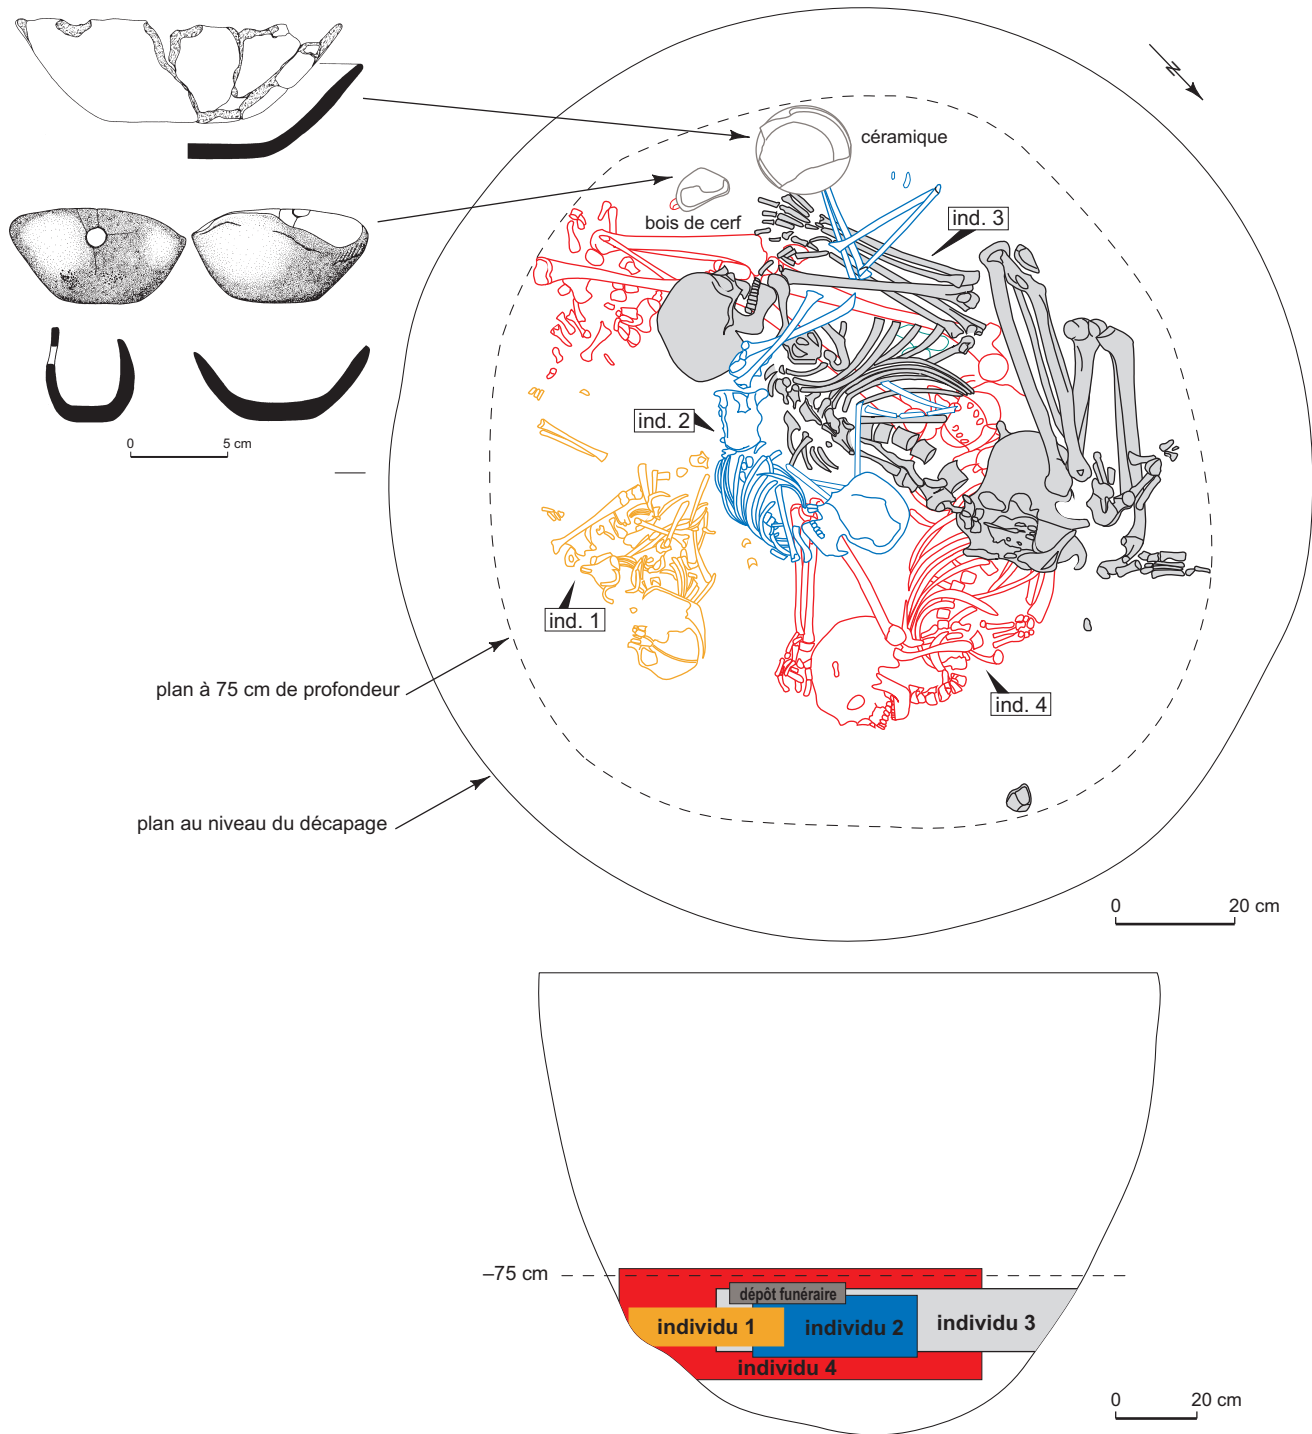 N
céramique
bois de cerf
ind. 3
ind. 2
0 5 cm
ind. 1
plan à 75 cm de profondeur
ind. 4
plan au niveau du décapage
0 20 cm
–75 cm
dépôt funéraire
individu 1
individu 2
individu 3
individu 4
0 20 cm